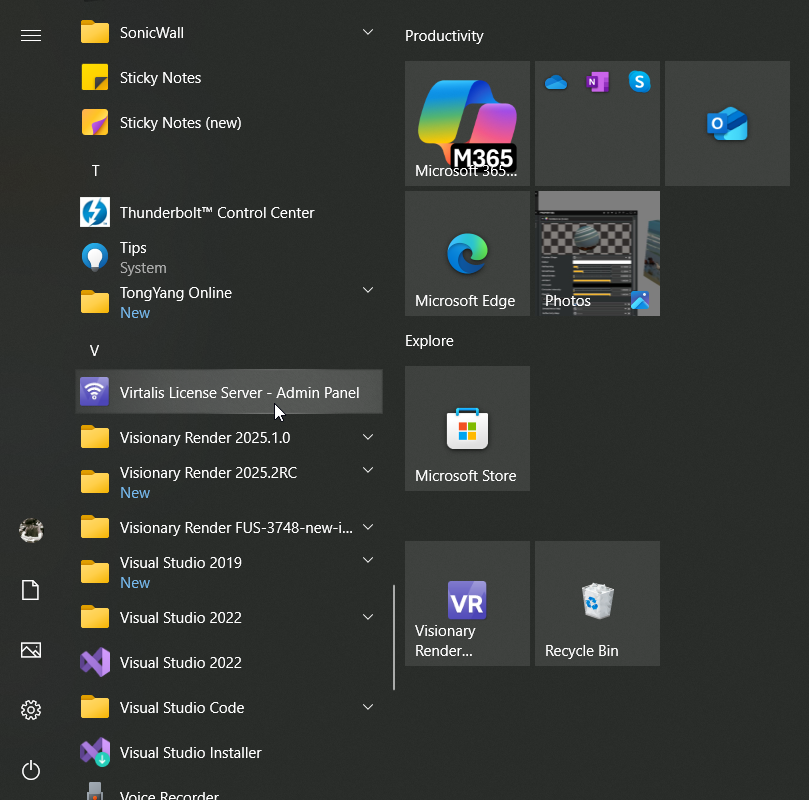 SonicWall
Sticky Notes
Sticky Notes (new)
T
Thunderbolt™ Control Center
Tips
System
TongYang Online
New
V
Virtalis License Server - Admin Panel
Visionary Render 2025.1.0
Visionary Render 2025.2RC
New
Visionary Render FUS-3748-new-i...
Visual Studio 2019
New
Visual Studio 2022
Visual Studio 2022
Visual Studio Code
Visual Studio Installer
Voice Recorder
Productivity
M365
Microsoft 365...
N
S
O
Microsoft Edge
Photos
Explore
Microsoft Store
VR
Visionary
Render...
Recycle Bin